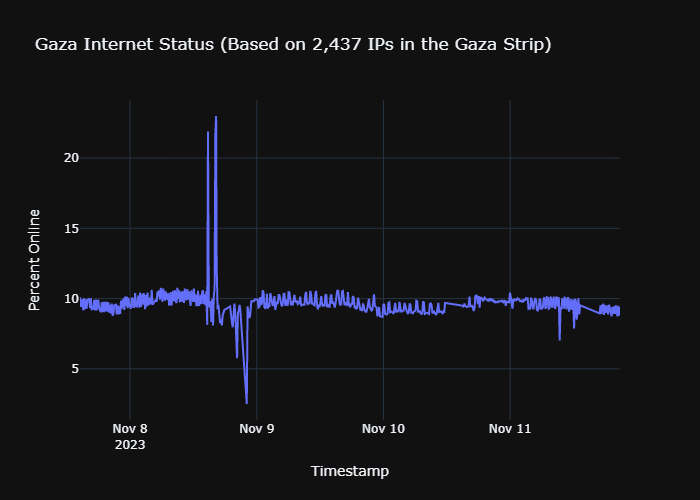 Gaza Internet Status (Based on 2,437 IPs in the Gaza Strip)
Percent Online
20
15
10
5
Nov 8
2023
Nov 9
Nov 10
Nov 11
Timestamp